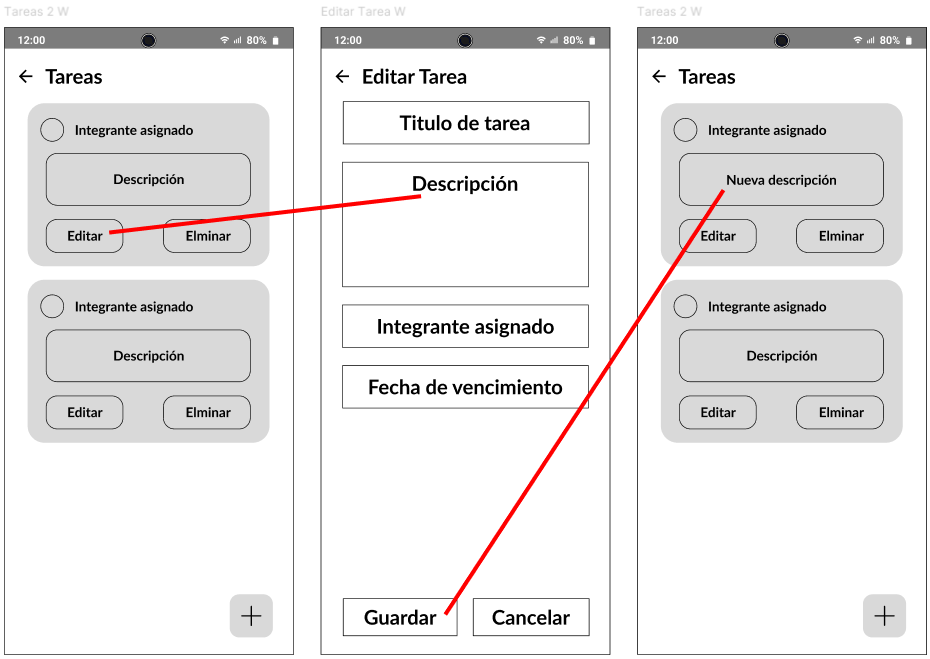 Tareas 2 W
12:00
80%
Tareas
Integrante asignado
Descripción
Editar
Elminar
Integrante asignado
Descripción
Editar
Elminar
Editar Tarea W
12:00
80%
Editar Tarea
Titulo de tarea
Descripción
Integrante asignado
Fecha de vencimiento
Guardar
Cancelar
Tareas 2 W
12:00
80%
Tareas
Integrante asignado
Nueva descripción
Editar
Elminar
Integrante asignado
Descripción
Editar
Elminar